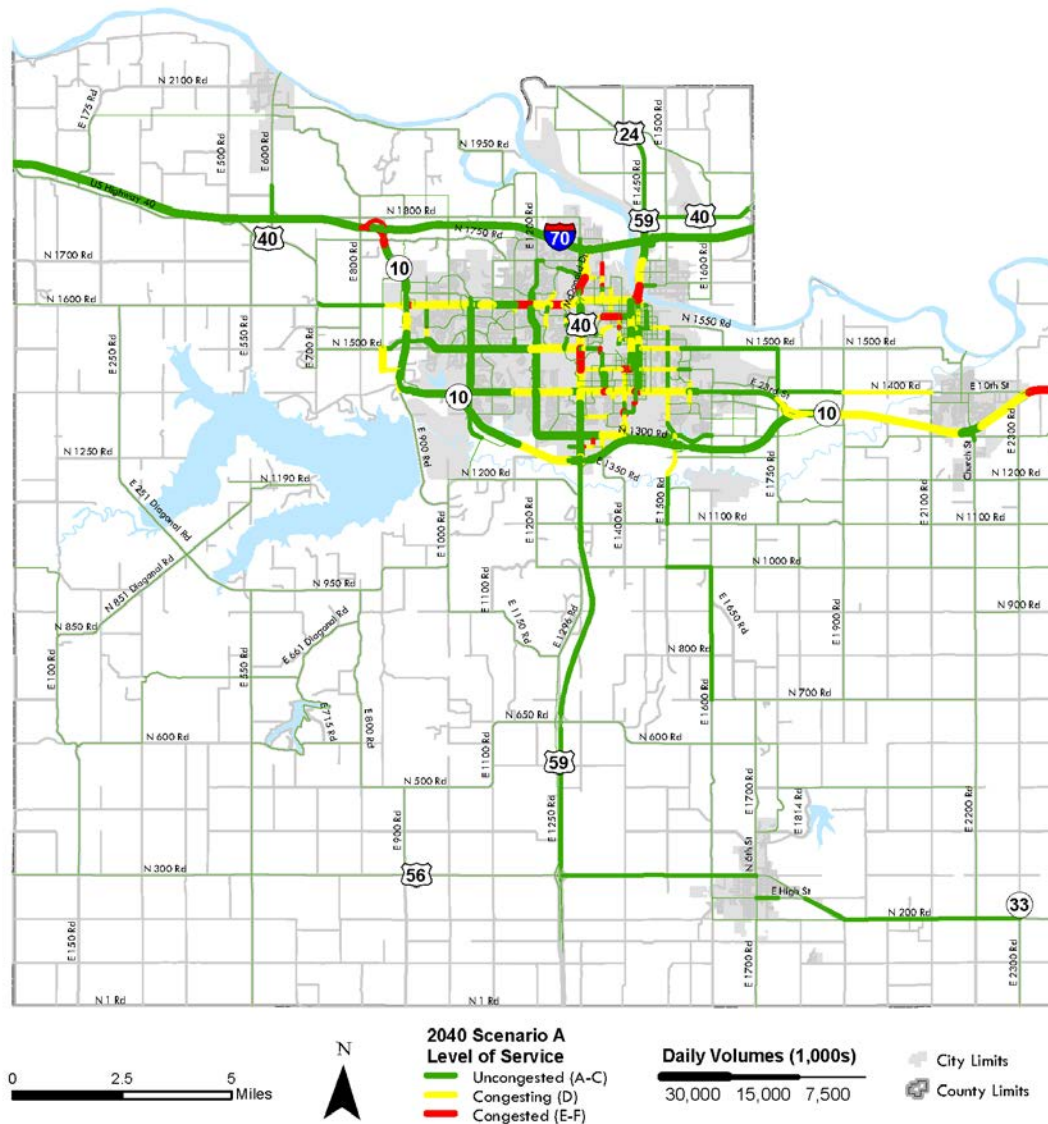 N 2100 Rd
E 175 Rd
E 500 Rd
E 600 Rd
N 1950 Rd
24
E 1500 Rd
E 1450 Rd
US Highway 40
40
N 1800 Rd
N 1750 Rd
E 1200 Rd
70
59
40
N 1700 Rd
E 800 Rd
10
McDonald Dr
E 1600 Rd
N 1600 Rd
E 250 Rd
E 550 Rd
E 700 Rd
N 1500 Rd
40
N 1550 Rd
N 1500 Rd
N 1500 Rd
10
E 23rd St
N 1400 Rd
E 10th St
10
N 1300 Rd
E 2300 Rd
Church St
N 1250 Rd
E 900 Rd
N 1190 Rd
N 1200 Rd
E 1350 Rd
E 1750 Rd
N 1200 Rd
E 251 Diagonal Rd
E 1000 Rd
E 1200 Rd
E 1400 Rd
E 1500 Rd
N 1100 Rd
E 2100 Rd
N 1100 Rd
N 851 Diagonal Rd
N 950 Rd
N 1000 Rd
E 1100 Rd
E 1150 Rd
E 1296 Rd
E 1650 Rd
E 1900 Rd
N 900 Rd
N 850 Rd
E 661 Diagonal Rd
E 100 Rd
E 550 Rd
N 800 Rd
N 700 Rd
E 715 Rd
E 800 Rd
N 650 Rd
E 1600 Rd
N 600 Rd
E 1100 Rd
N 600 Rd
59
N 500 Rd
E 1700 Rd
E 1814 Rd
E 2200 Rd
E 900 Rd
E 1250 Rd
N 6th St
N 300 Rd
56
E High St
N 200 Rd
33
E 150 Rd
E 1700 Rd
E 2300 Rd
N 1 Rd
N 1 Rd
0 2.5 5
Miles
N
2040 Scenario A
Level of Service
Uncongested (A-C)
Congesting (D)
Congested (E-F)
Daily Volumes (1,000s)
30,000 15,000 7,500
City Limits
County Limits